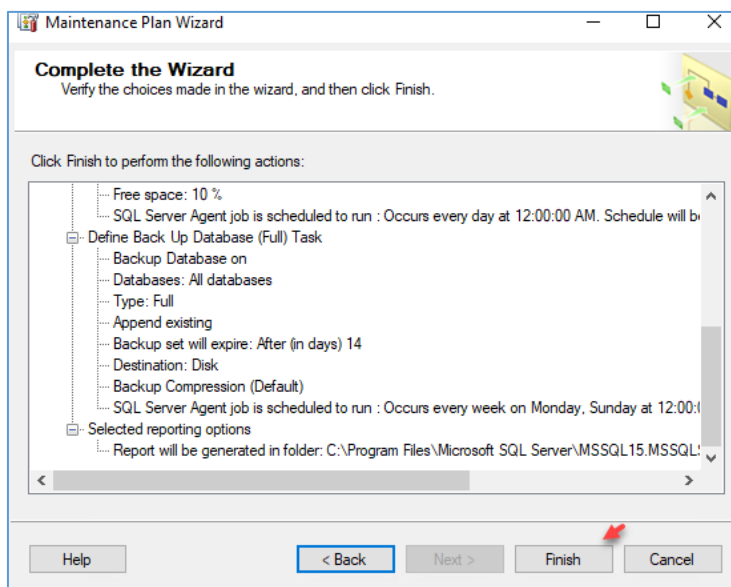 Maintenance Plan Wizard
Complete the Wizard
Verify the choices made in the wizard, and then click Finish.
Click Finish to perform the following actions:
Free space: 10 %
SQL Server Agent job is scheduled to run : Occurs every day at 12:00:00 AM. Schedule will be
Define Back Up Database (Full) Task
Backup Database on
Databases: All databases
Type: Full
Append existing
Backup set will expire: After (in days) 14
Destination: Disk
Backup Compression (Default)
SQL Server Agent job is scheduled to run : Occurs every week on Monday, Sunday at 12:00:(
Selected reporting options
Report will be generated in folder: C:\Program Files\Microsoft SQL Server\MSSQL15.MSSQL
Help
< Back
Next >
Finish
Cancel